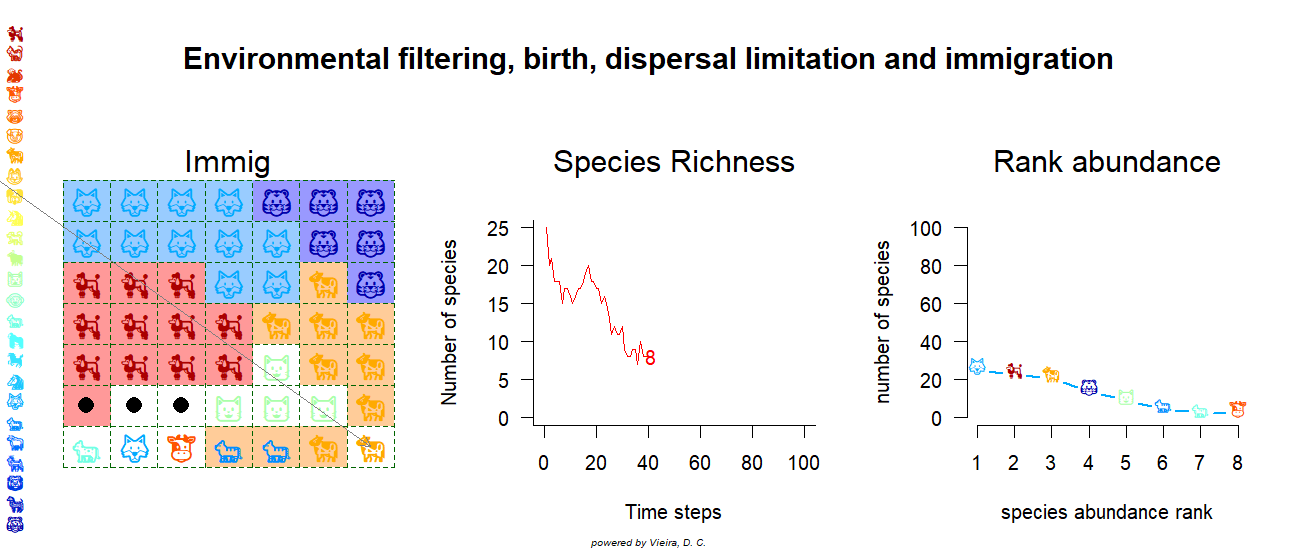 Environmental filtering, birth, dispersal limitation and immigration
Immig
Species Richness
Number of species
25
20
15
10
5
0
8
0 20 40 60 80 100
Time steps
Rank abundance
number of species
100
80
60
40
20
0
1 2 3 4 5 6 7 8
species abundance rank
powered by Vieira, D. C.